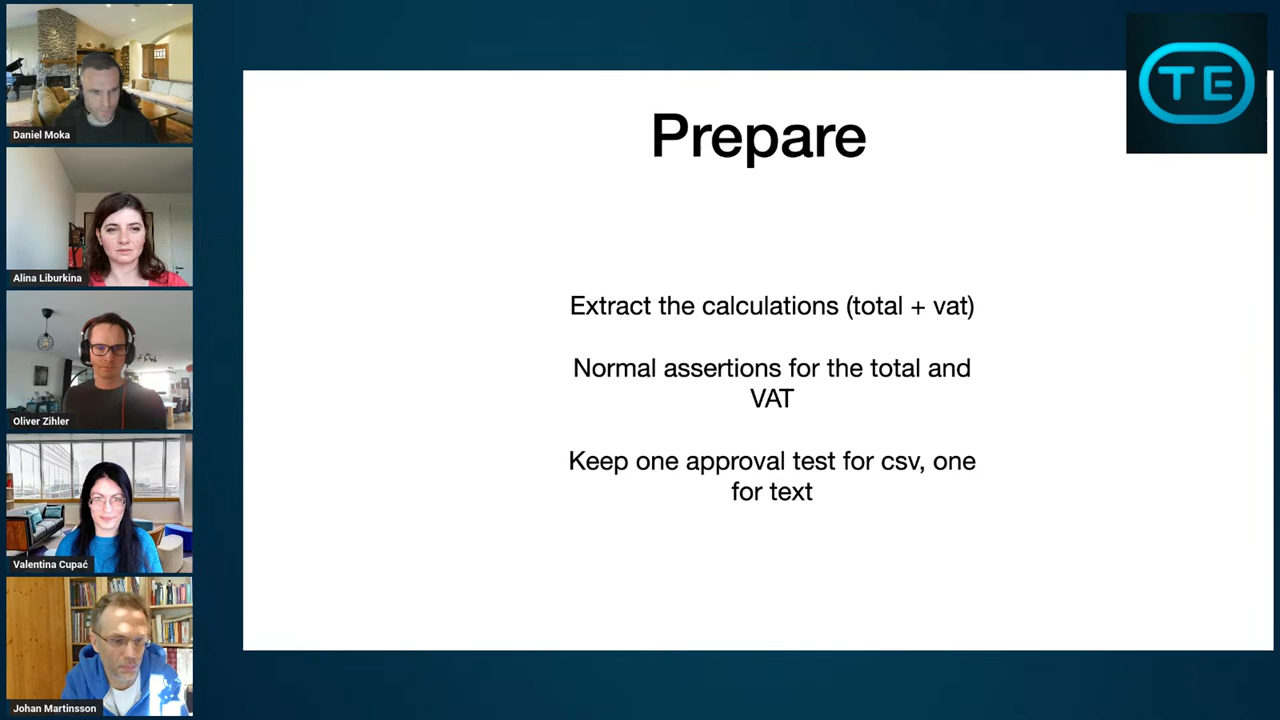 Daniel Moka
Alina Liburkina
Oliver Zihler
Valentina Cupać
Johan Martinsson
TE
Prepare
Extract the calculations (total + vat)
Normal assertions for the total and
VAT
Keep one approval test for csv, one
for text